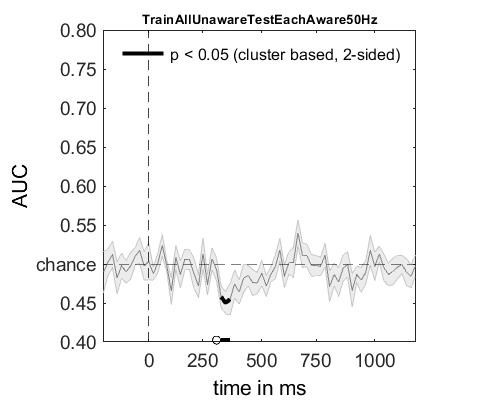 TrainAllUnawareTestEachAware50Hz
0.80
p < 0.05 (cluster based, 2-sided)
0.75
0.70
0.65
0.60
AUC
0.55
chance
0.45
0.40
0 250 500 750 1000
time in ms